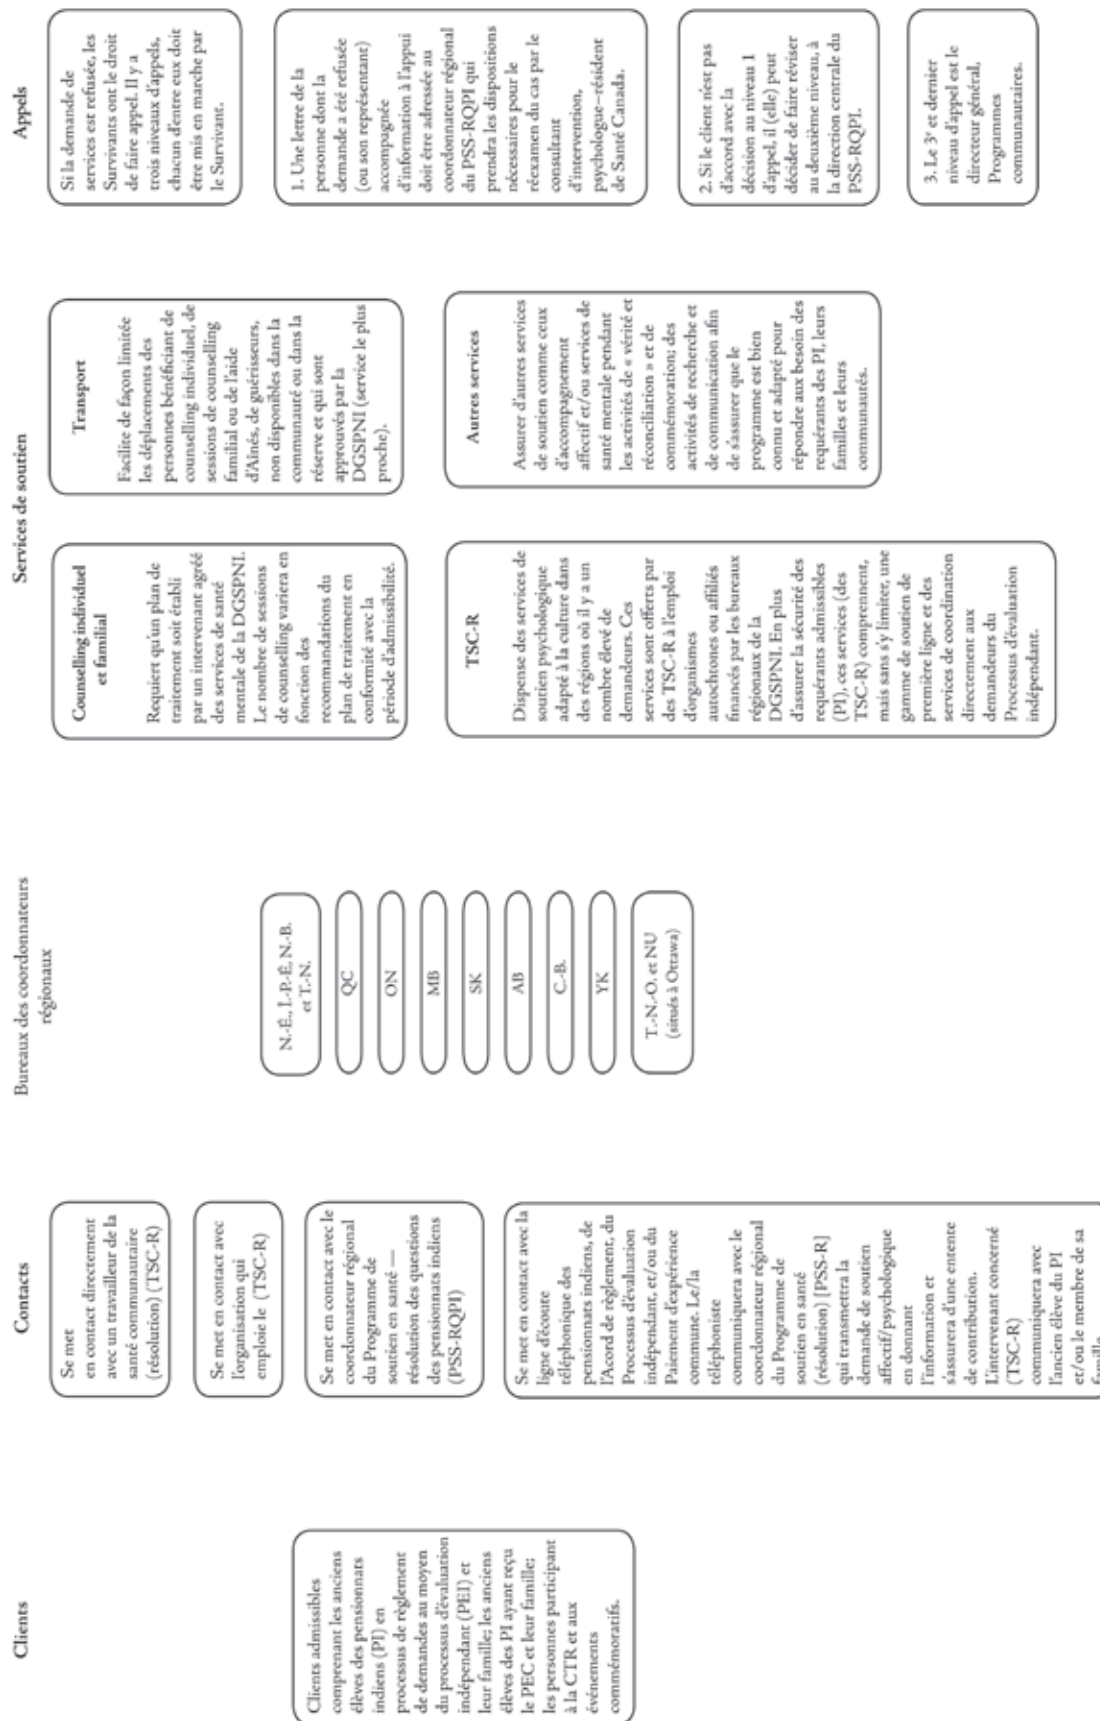 Clients
Clients admissibles
comprenant les anciens
élèves des pensionnats
indiens (PI) en
processus de règlement
de demandes au moyen
du processus d'évaluation
indépendant (PEI) et
leur famille; les anciens
élèves des PI ayant reçu
le PEC et leur famille;
les personnes participant
à la CTR et aux
événements
commémoratifs.
Contacts
Se met
en contact directement
avec un travailleur de la
santé communautaire
(résolution) (TSC-R)
Se met en contact avec
l'organisation qui
emploie le (TSC-R)
Se met en contact avec le
coordonnateur régional
du Programme de
soutien en santé —
résolution des questions
des pensionnats indiens
(PSS-RQPI)
Se met en contact avec la
ligne d'écoute
téléphonique des
pensionnats indiens, de
l'Accord de règlement, du
Processus d'évaluation
indépendant, et/ou du
Paiement d'expérience
commune. Le/la
téléphoniste
communiquera avec le
coordonnateur régional
du Programme de
soutien en santé
(résolution) [PSS-R]
qui transmettra la
demande de soutien
affectif/psychologique
en donnant
l'information et
s'assurera d'une entente
de contribution.
L'intervenant concerné
(TSC-R)
communiquera avec
l'ancien élève du PI
et/ou le membre de sa
Bureaux des coordonnateurs
régionaux
N.-É., I.-P.-É, N.-B.
et T.-N.
QC
ON
MB
SK
AB
C.-B.
YK
T.-N.-O. et NU
(situés à Ottawa)
Services de soutien
Counselling individuel
et familial
Requiert qu'un plan de
traitement soit établi
par un intervenant agréé
des services de santé
mentale de la DGSPNI.
Le nombre de sessions
de counselling variera en
fonction des
recommandations du
plan de traitement en
conformité avec la
période d'admissibilité.
Transport
Facilite de façon limitée
les déplacements des
personnes bénéficiant de
counselling individuel, de
sessions de counselling
familial ou de l'aide
d'Aînés, de guérisseurs,
non disponibles dans la
communauté ou dans la
réserve et qui sont
approuvés par la
DGSPNI (service le plus
proche).
TSC-R
Dispense des services de
soutien psychologique
adapté à la culture dans
des régions où il y a un
nombre élevé de
demandeurs. Ces
services sont offerts par
des TSC-R à l'emploi
d'organismes
autochtones ou affiliés
financés par les bureaux
régionaux de la
DGSPNI. En plus
d'assurer la sécurité des
requérants admissibles
(PI), ces services (des
TSC-R) comprennent,
mais sans s'y limiter, une
gamme de soutien de
première ligne et des
services de coordination
directement aux
demandeurs du
Processus d'évaluation
indépendant.
Autres services
Assurer d'autres services
de soutien comme ceux
d'accompagnement
affectif et/ou services de
santé mentale pendant
les activités de « vérité et
réconciliation » et de
commémoration; des
activités de recherche et
de communication afin
de s'assurer que le
programme est bien
connu et adapté pour
répondre aux besoin des
requérants des PI, leurs
familles et leurs
communautés.
Appels
Si la demande de
services est refusée, les
Survivants ont le droit
de faire appel. Il y a
trois niveaux d'appels,
chacun d'entre eux doit
être mis en marche par
le Survivant.
1. Une lettre de la
personne dont la
demande a été refusée
(ou son représentant)
accompagnée
d'information à l'appui
doit être adressée au
coordonnateur régional
du PSS-RQPI qui
prendra les dispositions
nécessaires pour le
réexamen du cas par le
consultant
d'intervention,
psychologue–résident
de Santé Canada.
2. Si le client n'est pas
d'accord avec la
décision au niveau 1
d'appel, il (elle) peut
décider de faire réviser
au deuxième niveau, à
la direction centrale du
PSS-RQPI.
3. Le 3e et dernier
niveau d'appel est le
directeur général,
Programmes
communautaires.